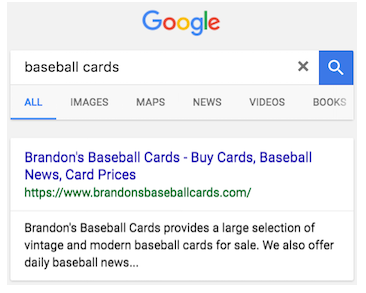 Google
baseball cards
ALL IMAGES MAPS NEWS VIDEOS BOOKS
Brandon's Baseball Cards - Buy Cards, Baseball
News, Card Prices
https://www.brandonsbaseballcards.com/
Brandon's Baseball Cards provides a large selection of
vintage and modern baseball cards for sale. We also offer
daily baseball news...